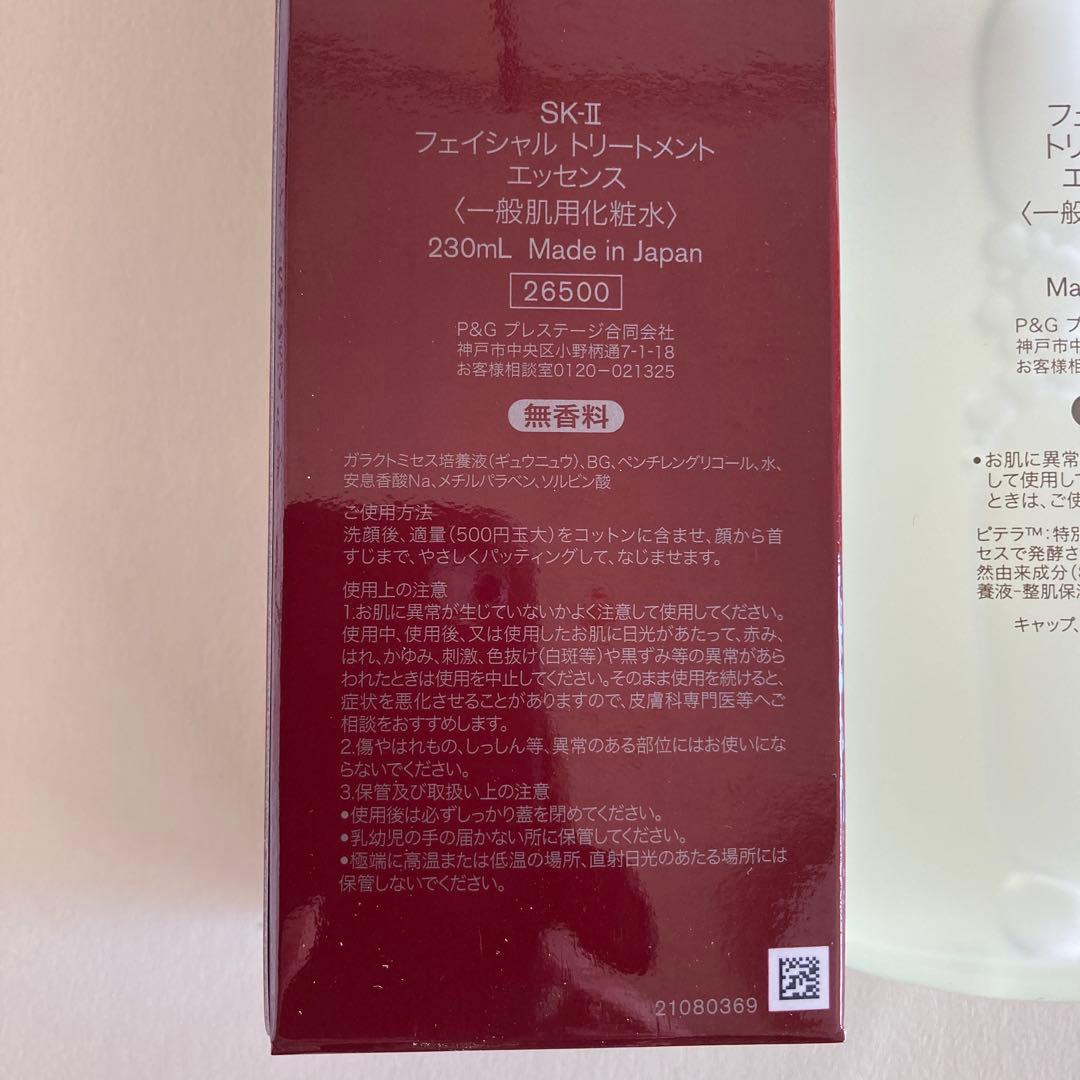 SK-II
フェイシャル トリートメント
エッセンス
〈一般肌用化粧水〉
230mL Made in Japan
26500
P&G プレステージ合同会社
神戸市中央区小野柄通7-1-18
お客様相談室0120-021325
無香料
ガラクトミセス培養液(ギュウニュウ)、BG、ペンチレングリコール、水、
安息香酸Na、メチルパラベン、ソルビン酸
ご使用方法
洗顔後、適量(500円玉大)をコットンに含ませ、顔から首
すじまで、やさしくパッティングして、なじませます。
使用上の注意
1.お肌に異常が生じていないかよく注意して使用してください。
使用中、使用後、又は使用したお肌に日光があたって、赤み、
はれ、かゆみ、刺激、色抜け(白斑等)や黒ずみ等の異常があら
われたときは使用を中止してください。そのまま使用を続けると、
症状を悪化させることがありますので、皮膚科専門医等へご
相談をおすすめします。
2.傷やはれもの、しっしん等、異常のある部位にはお使いにな
らないでください。
3.保管及び取扱い上の注意
●使用後は必ずしっかり蓋を閉めてください。
●乳幼児の手の届かない所に保管してください。
●極端に高温または低温の場所、直射日光のあたる場所には
保管しないでください。
21080369
フェ
トリ
エ
〈一般
Ma
P&G プ
神戸市中
お客様相
●お肌に異常
して使用して
ときは、ご使
ピテラ™:特別
セスで発酵さ
然由来成分(
養液-整肌保
キャップ、